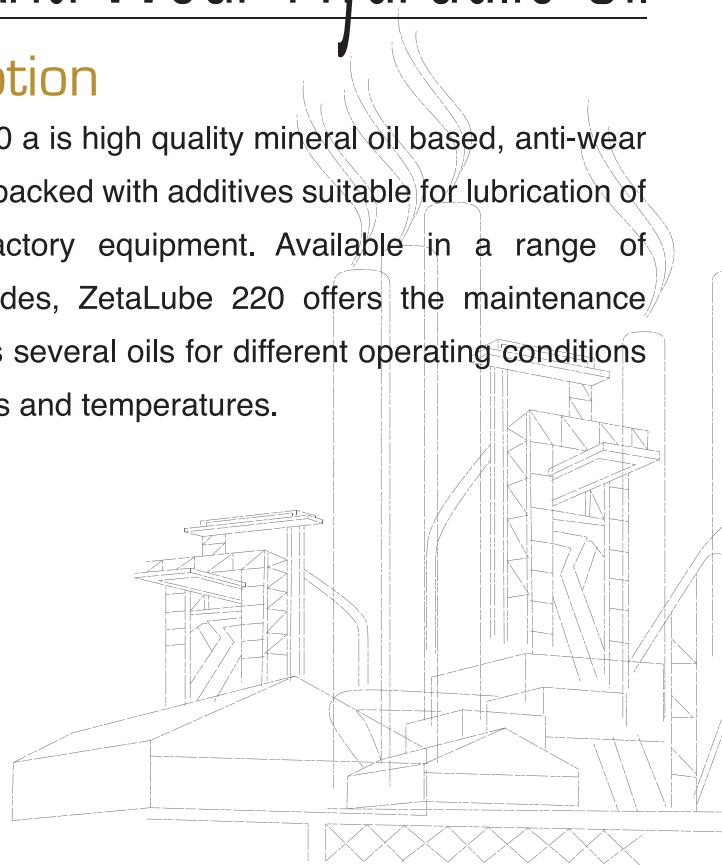 ption
0 a is high quality mineral oil based, anti-wear
packed with additives suitable for lubrication of
actory equipment. Available in a range of
des, ZetaLube 220 offers the maintenance
s several oils for different operating conditions
s and temperatures.